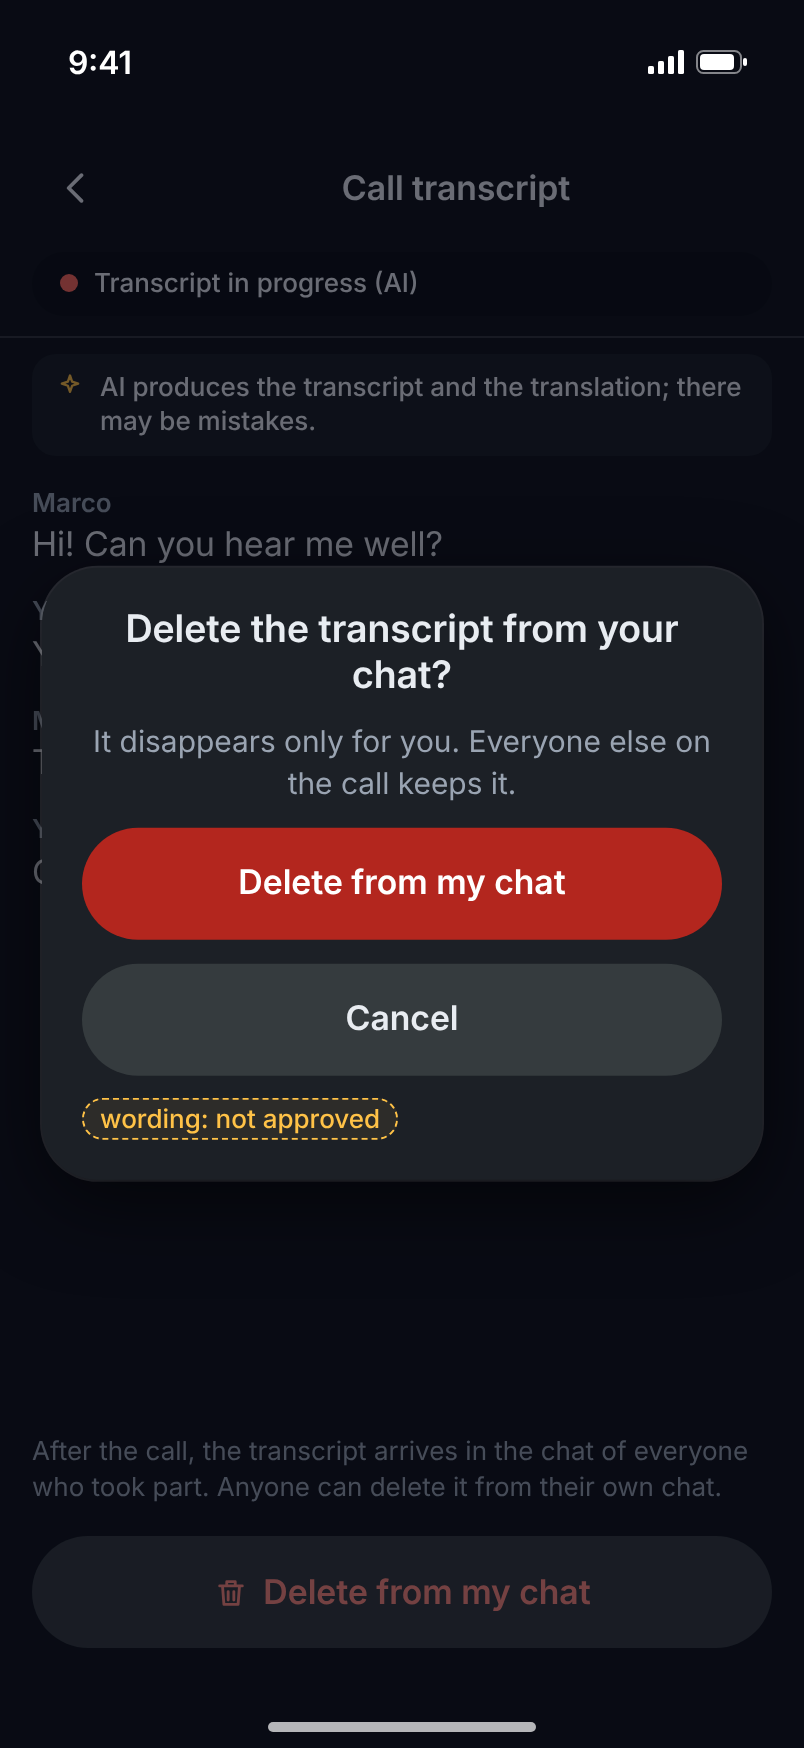 9:41
Call transcript
Transcript in progress (AI)
AI produces the transcript and the translation; there
may be mistakes.
Marco
Hi! Can you hear me well?
Delete the transcript from your
chat?
It disappears only for you. Everyone else on
the call keeps it.
Delete from my chat
Cancel
wording: not approved
After the call, the transcript arrives in the chat of everyone
who took part. Anyone can delete it from their own chat.
Delete from my chat